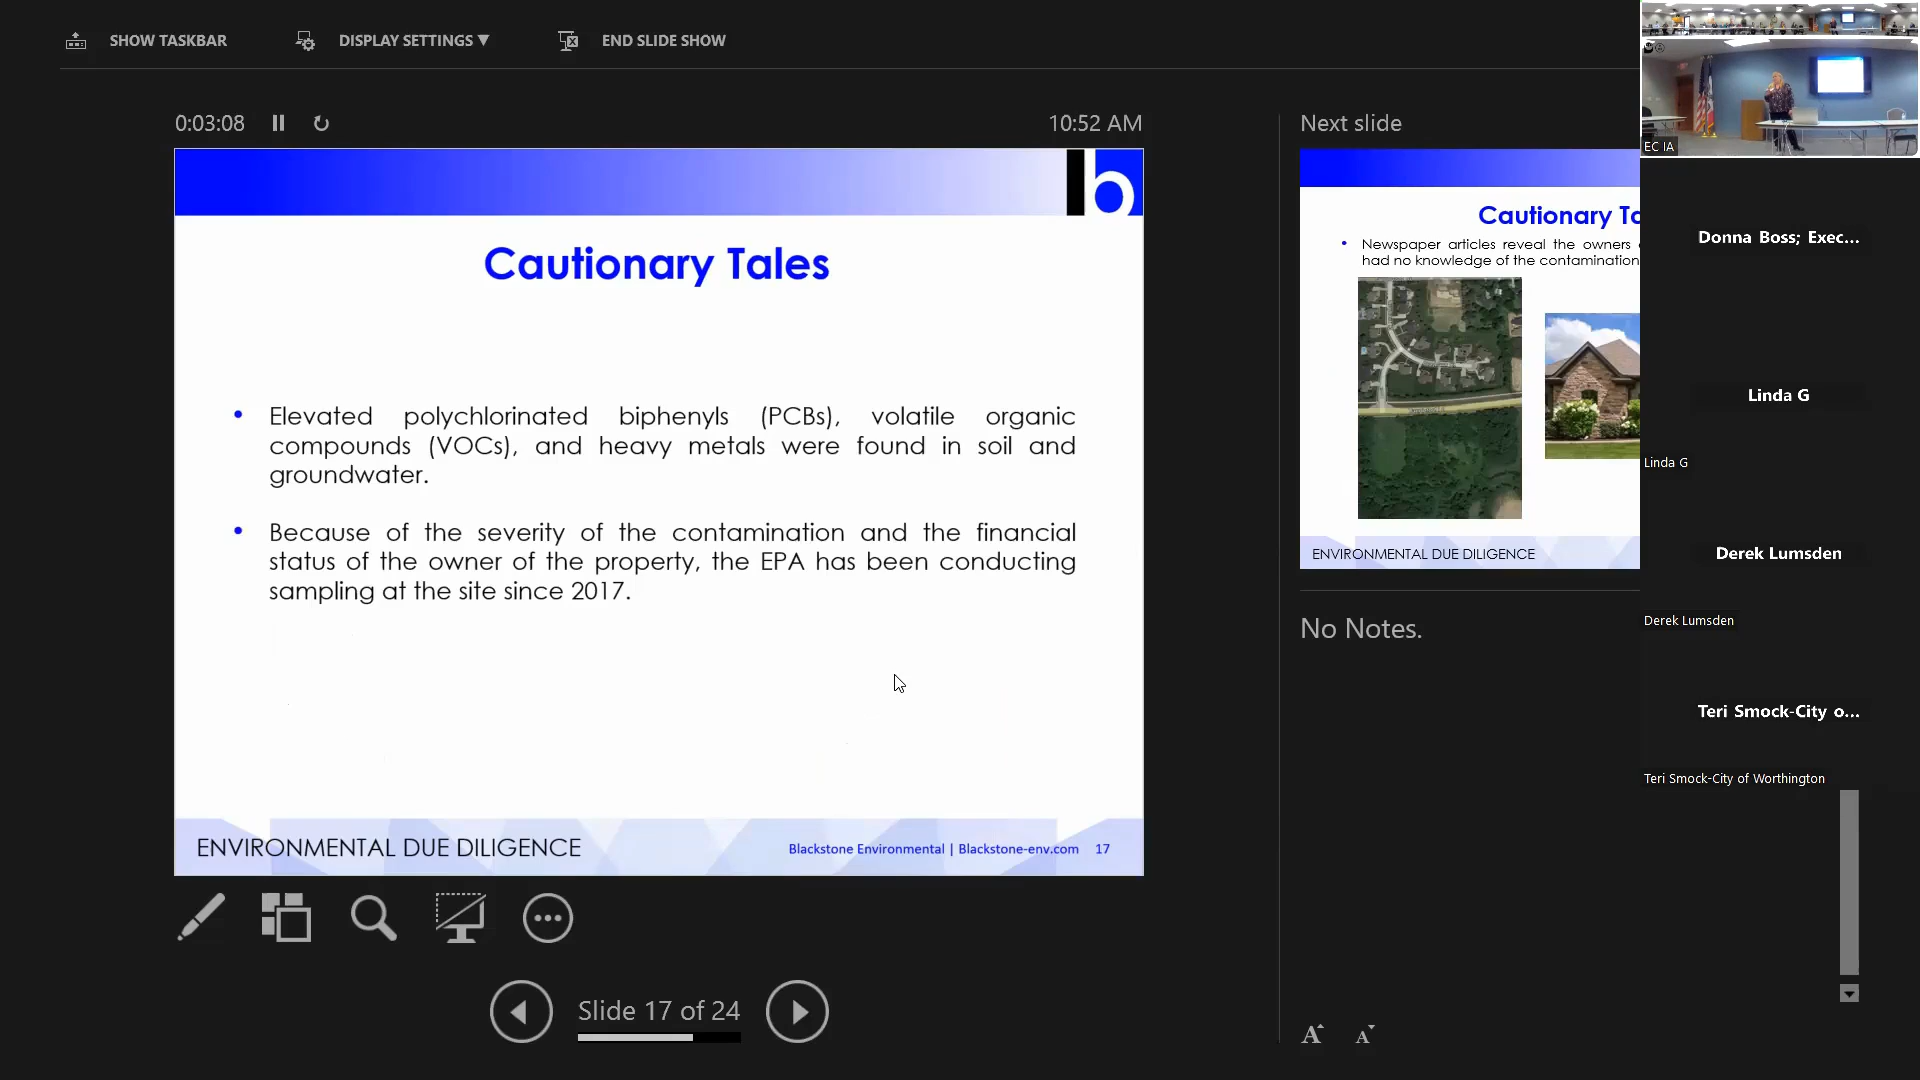 SHOW TASKBAR
DISPLAY SETTINGS ▼
END SLIDE SHOW
0:03:08
10:52 AM
b
Cautionary Tales
• Elevated polychlorinated biphenyls (PCBs), volatile organic
compounds (VOCs), and heavy metals were found in soil and
groundwater.
• Because of the severity of the contamination and the financial
status of the owner of the property, the EPA has been conducting
sampling at the site since 2017.
ENVIRONMENTAL DUE DILIGENCE
Blackstone Environmental | Blackstone-env.com 17
Slide 17 of 24
Next slide
Cautionary
• Newspaper articles reveal the owners
had no knowledge of the contamination
ENVIRONMENTAL DUE DILIGENCE
No Notes.
A A
EC IA
Donna Boss; Exec...
Linda G
Linda G
Derek Lumsden
Derek Lumsden
Teri Smock-City o...
Teri Smock-City of Worthington